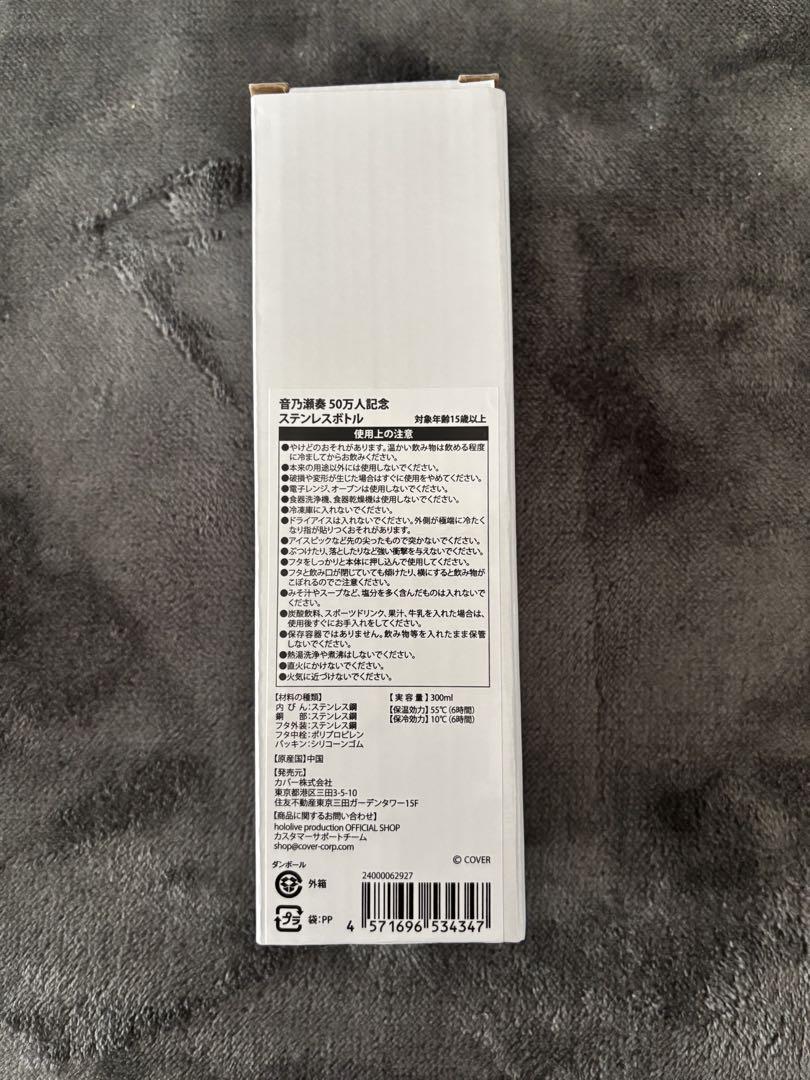 音乃瀬奏 50万人記念
ステンレスボトル 対象年齢15歳以上
使用上の注意
●やけどのおそれがあります。温かい飲み物は飲める程度
に冷ましてからお飲みください。
●本来の用途以外には使用しないでください。
●破損や変形が生じた場合はすぐに使用をやめてください。
●電子レンジ、オーブンは使用しないでください。
●食器洗浄機、食器乾燥機は使用しないでください。
●冷凍庫に入れないでください。
●ドライアイスは入れないでください。外側が極端に冷たく
なり指が貼りつくおそれがあります。
●アイスピックなど先の尖ったもので突かないでください。
●ぶつけたり、落としたりなど強い衝撃を与えないでください。
●フタをしっかりと本体に押し込んで使用してください。
●フタと飲み口が閉じていても傾けたり、横にすると飲み物が
こぼれるのでご注意ください。
●みそ汁やスープなど、塩分を多く含んだものは入れないで
ください。
●炭酸飲料、スポーツドリンク、果汁、牛乳を入れた場合は、
使用後すぐにお手入れをしてください。
●保存容器ではありません。飲み物等を入れたまま保管
しないでください。
●熱湯洗浄や煮沸はしないでください。
●直火にかけないでください。
●火気に近づけないでください。
【材料の種類】 【実容量】300ml
内びん:ステンレス鋼 【保温効力】55℃(6時間)
胴部:ステンレス鋼 【保冷効力】10℃(6時間)
フタ外装:ステンレス鋼
フタ中栓:ポリプロピレン
パッキン:シリコーンゴム
【原産国】中国
【発売元】
カバー株式会社
東京都港区三田3-5-10
住友不動産東京三田ガーデンタワー15F
【商品に関するお問い合わせ】
hololive production OFFICIAL SHOP
カスタマーサポートチーム
shop@cover-corp.com
© COVER
ダンボール
外箱
24000062927
プラ
袋:PP
4 571696 534347